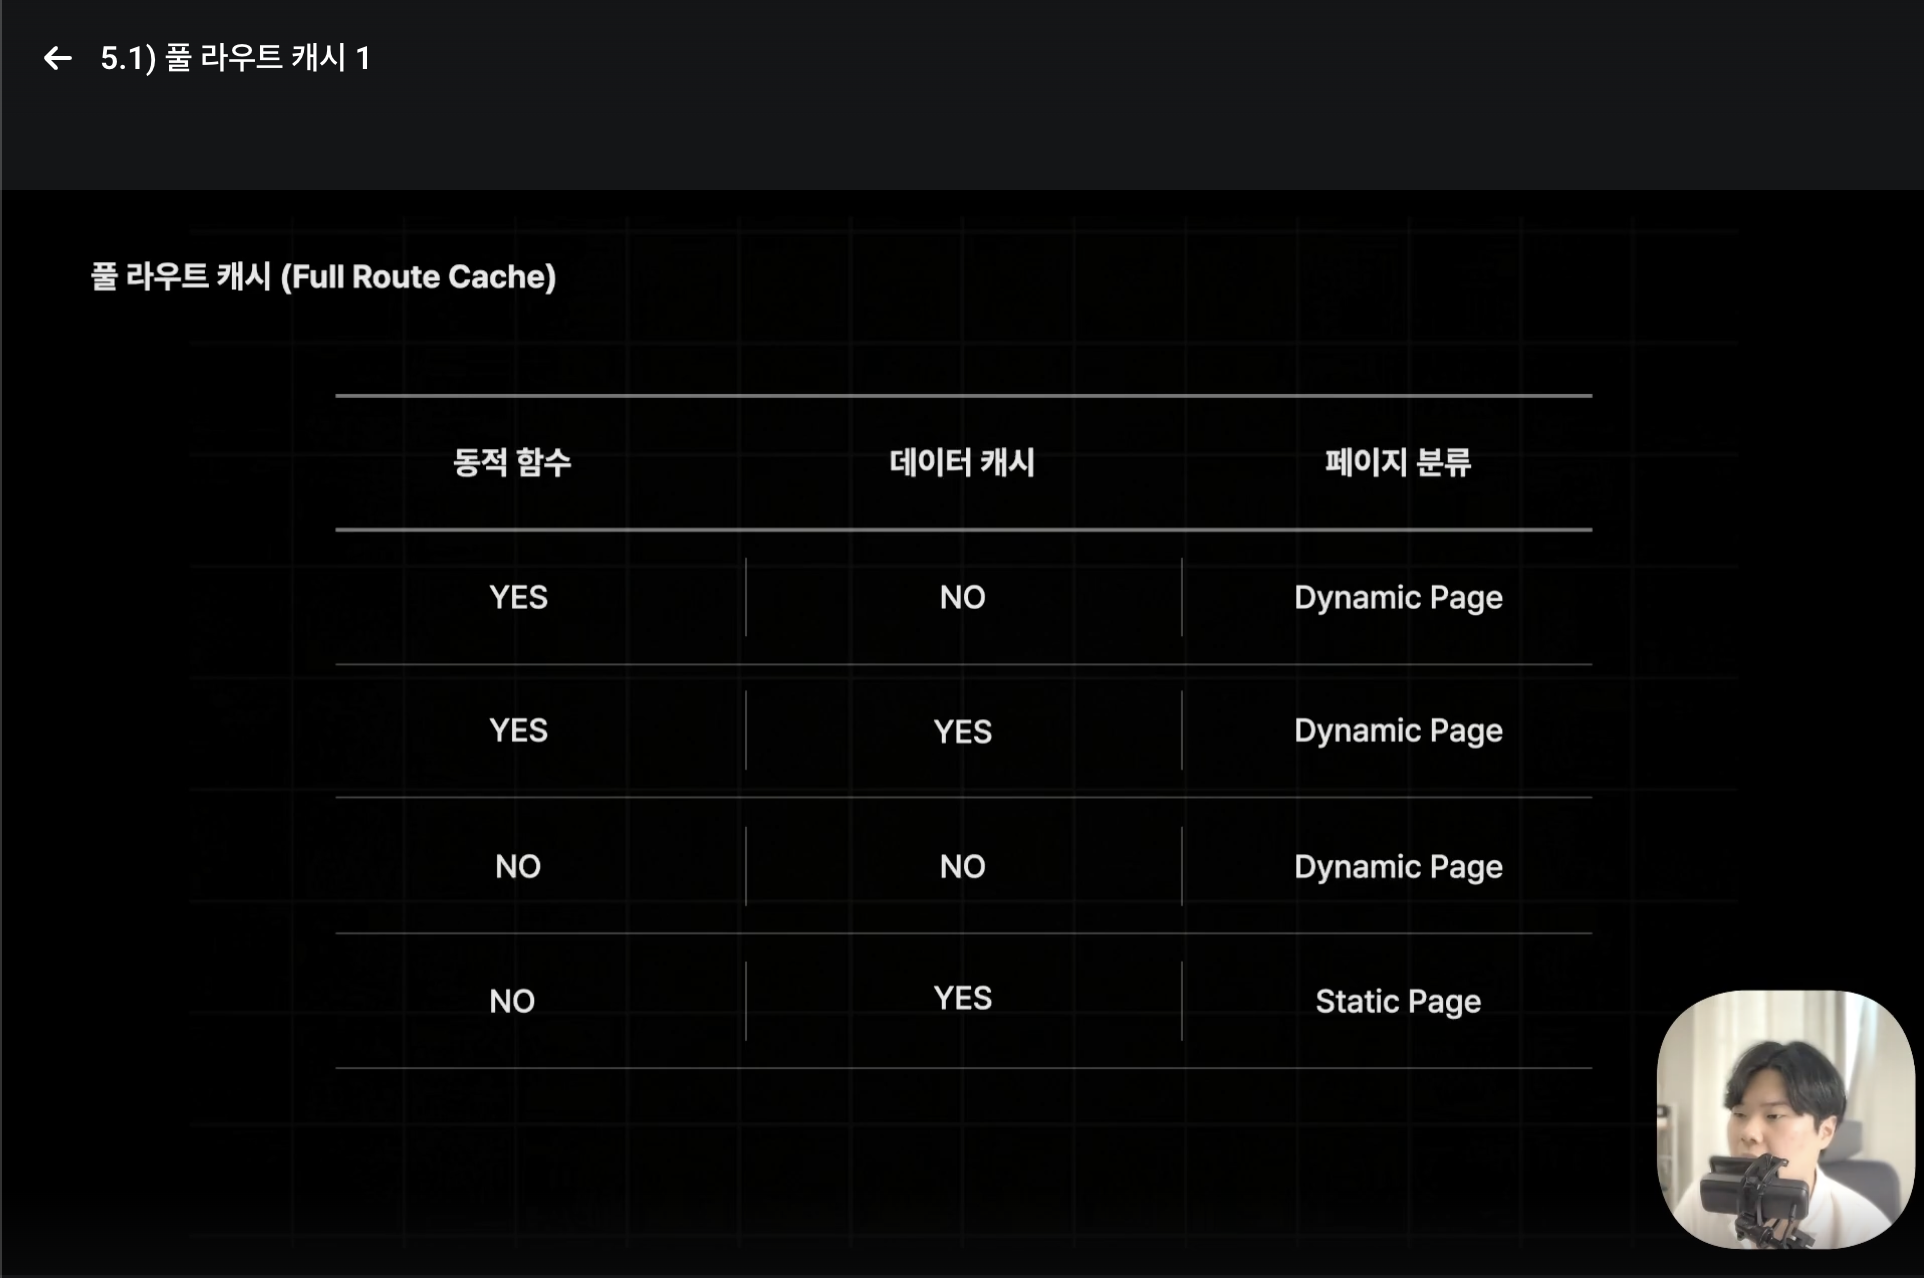 5.1) 풀 라우트 캐시 1
풀 라우트 캐시 (Full Route Cache)
동적 함수 데이터 캐시 페이지 분류
YES NO Dynamic Page
YES YES Dynamic Page
NO NO Dynamic Page
NO YES Static Page